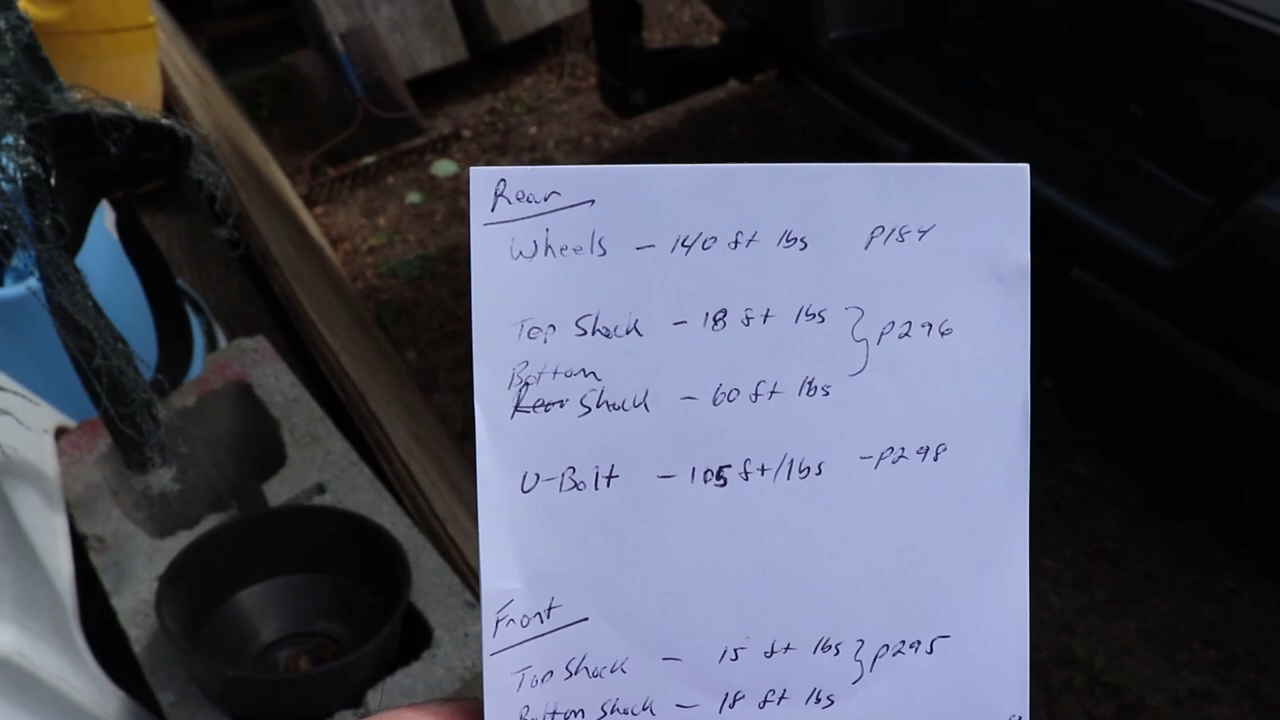 Rear
Wheels - 140 ft lbs P184
Top Shock - 18 ft lbs } P296
Bottom
Rear Shock - 60 ft lbs
U-Bolt - 105 ft/lbs - P298
Front
Top Shock - 15 ft lbs } P295
Bottom Shock - 18 ft lbs